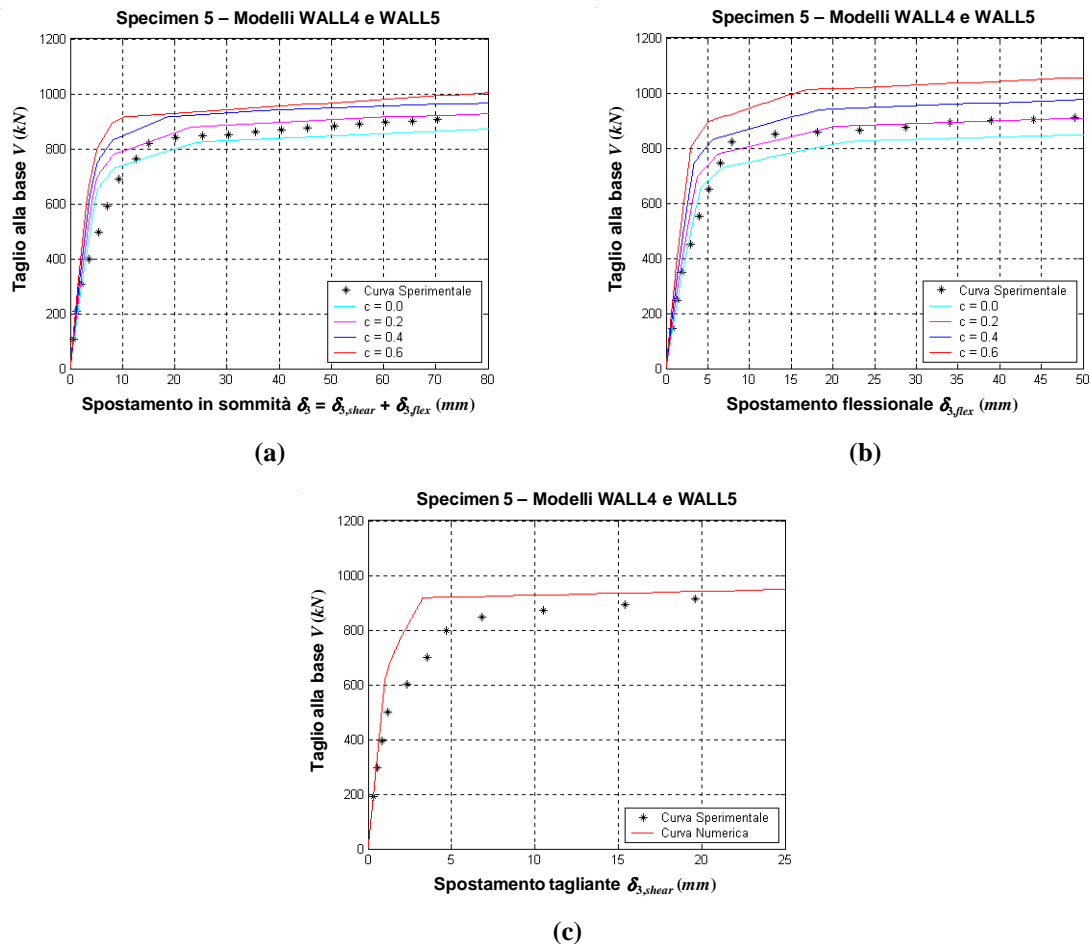 Specimen 5 – Modelli WALL4 e WALL5
Taglio alla base V (kN)
1200
1000
800
600
400
200
0
Curva Sperimentale
c = 0.0
c = 0.2
c = 0.4
c = 0.6
0 10 20 30 40 50 60 70 80
Spostamento in sommità δ3 = δ3,shear + δ3,flex (mm)
(a)
Specimen 5 – Modelli WALL4 e WALL5
Taglio alla base V (kN)
1200
1000
800
600
400
200
0
Curva Sperimentale
c = 0.0
c = 0.2
c = 0.4
c = 0.6
0 5 10 15 20 25 30 35 40 45 50
Spostamento flessionale δ3,flex (mm)
(b)
Specimen 5 – Modelli WALL4 e WALL5
Taglio alla base V (kN)
1200
1000
800
600
400
200
0
Curva Sperimentale
Curva Numerica
0 5 10 15 20 25
Spostamento tagliante δ3,shear (mm)
(c)